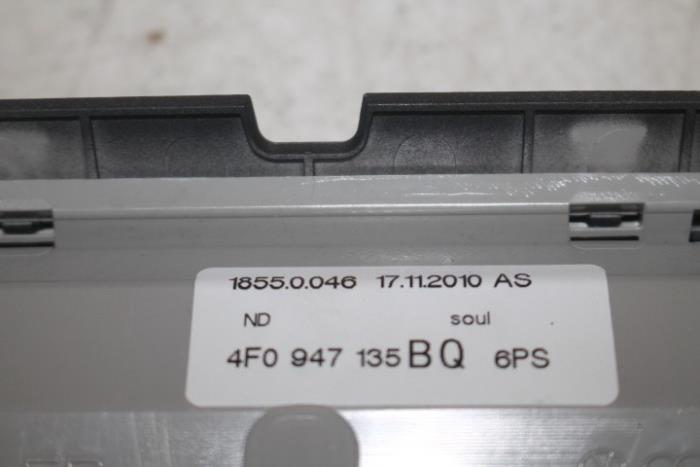 1855.0.046 17.11.2010 AS
ND soul .
4F0 947 135 BQ 6PS